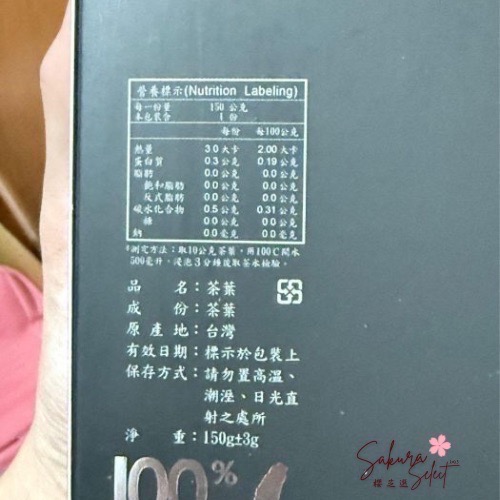 營養標示(Nutrition Labeling)
每一份量 150 公克
本包裝含 1 份
每份 每100公克
熱量 3.0大卡 2.00大卡
蛋白質 0.3公克 0.19公克
脂肪 0.0公克 0.0公克
飽和脂肪 0.0公克 0.0公克
反式脂肪 0.0公克 0.0公克
碳水化合物 0.5公克 0.31公克
糖 0.0公克 0.0公克
鈉 0.0毫克 0.0毫克
*測定方法：取10公克茶葉，用100℃開水
500毫升，浸泡3分鐘後取茶水檢驗。
品 名：茶葉
成 份：茶葉
原 產 地：台灣
有效日期：標示於包裝上
保存方式：請勿置高溫、
潮溼、日光直
射之處所
淨 重：150g±3g
100%
Sakura
Select
櫻花選